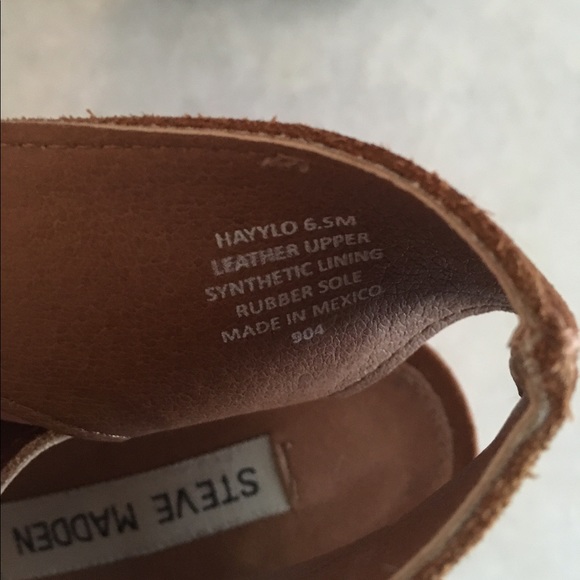 HAYYLO 6.5M
LEATHER UPPER
SYNTHETIC LINING
RUBBER SOLE
MADE IN MEXICO
904
STEVE MADDEN